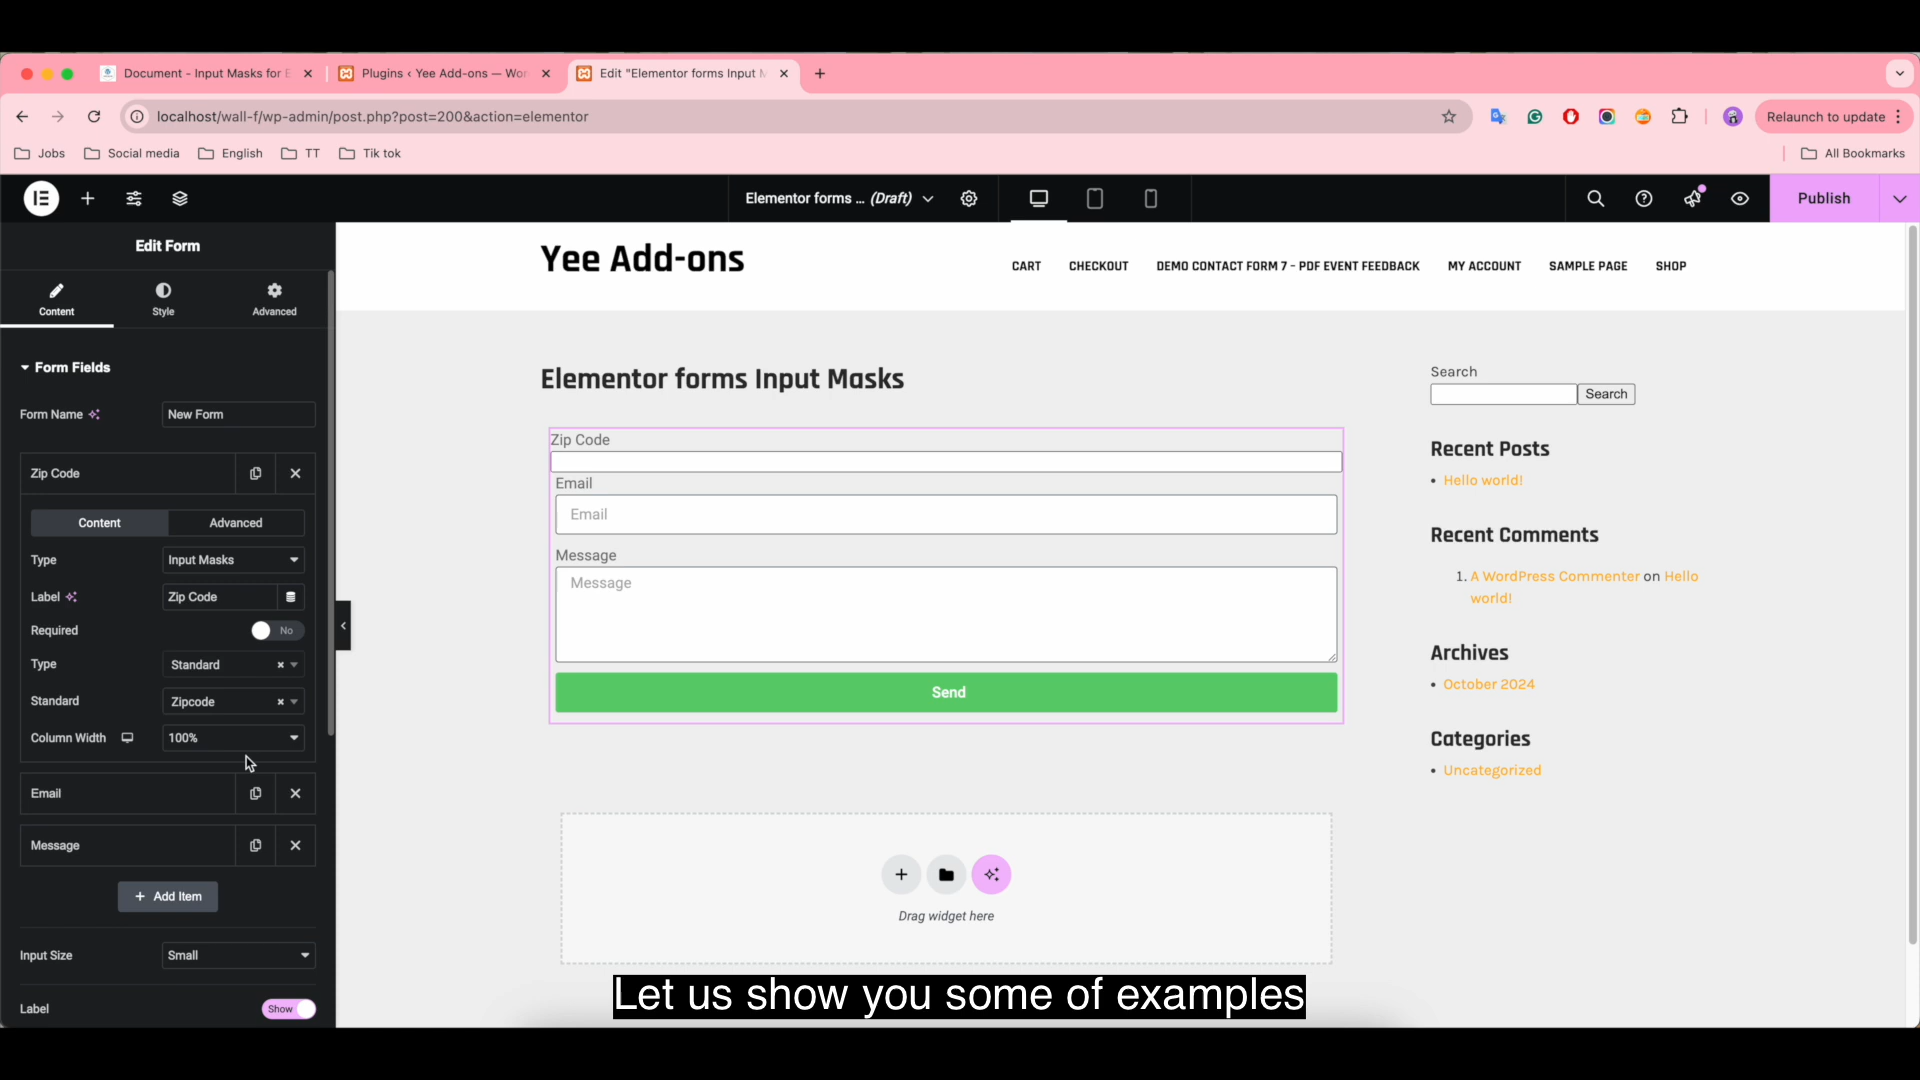 Document - Input Masks for E
Plugins ‹ Yee Add-ons — Wor
Edit "Elementor forms Input M
localhost/wall-f/wp-admin/post.php?post=200&action=elementor
Relaunch to update
Jobs
Social media
English
TT
Tik tok
All Bookmarks
Elementor forms ... (Draft)
Publish
Edit Form
Content
Style
Advanced
Form Fields
Form Name
New Form
Zip Code
Content
Advanced
Type
Input Masks
Label
Zip Code
Required
No
Type
Standard
Standard
Zipcode
Column Width
100%
Email
Message
+ Add Item
Input Size
Small
Label
Show
Yee Add-ons
CART
CHECKOUT
DEMO CONTACT FORM 7 – PDF EVENT FEEDBACK
MY ACCOUNT
SAMPLE PAGE
SHOP
Elementor forms Input Masks
Zip Code
Email
Email
Message
Message
Send
Drag widget here
Search
Search
Recent Posts
• Hello world!
Recent Comments
1. A WordPress Commenter on Hello
world!
Archives
• October 2024
Categories
• Uncategorized
Let us show you some of examples